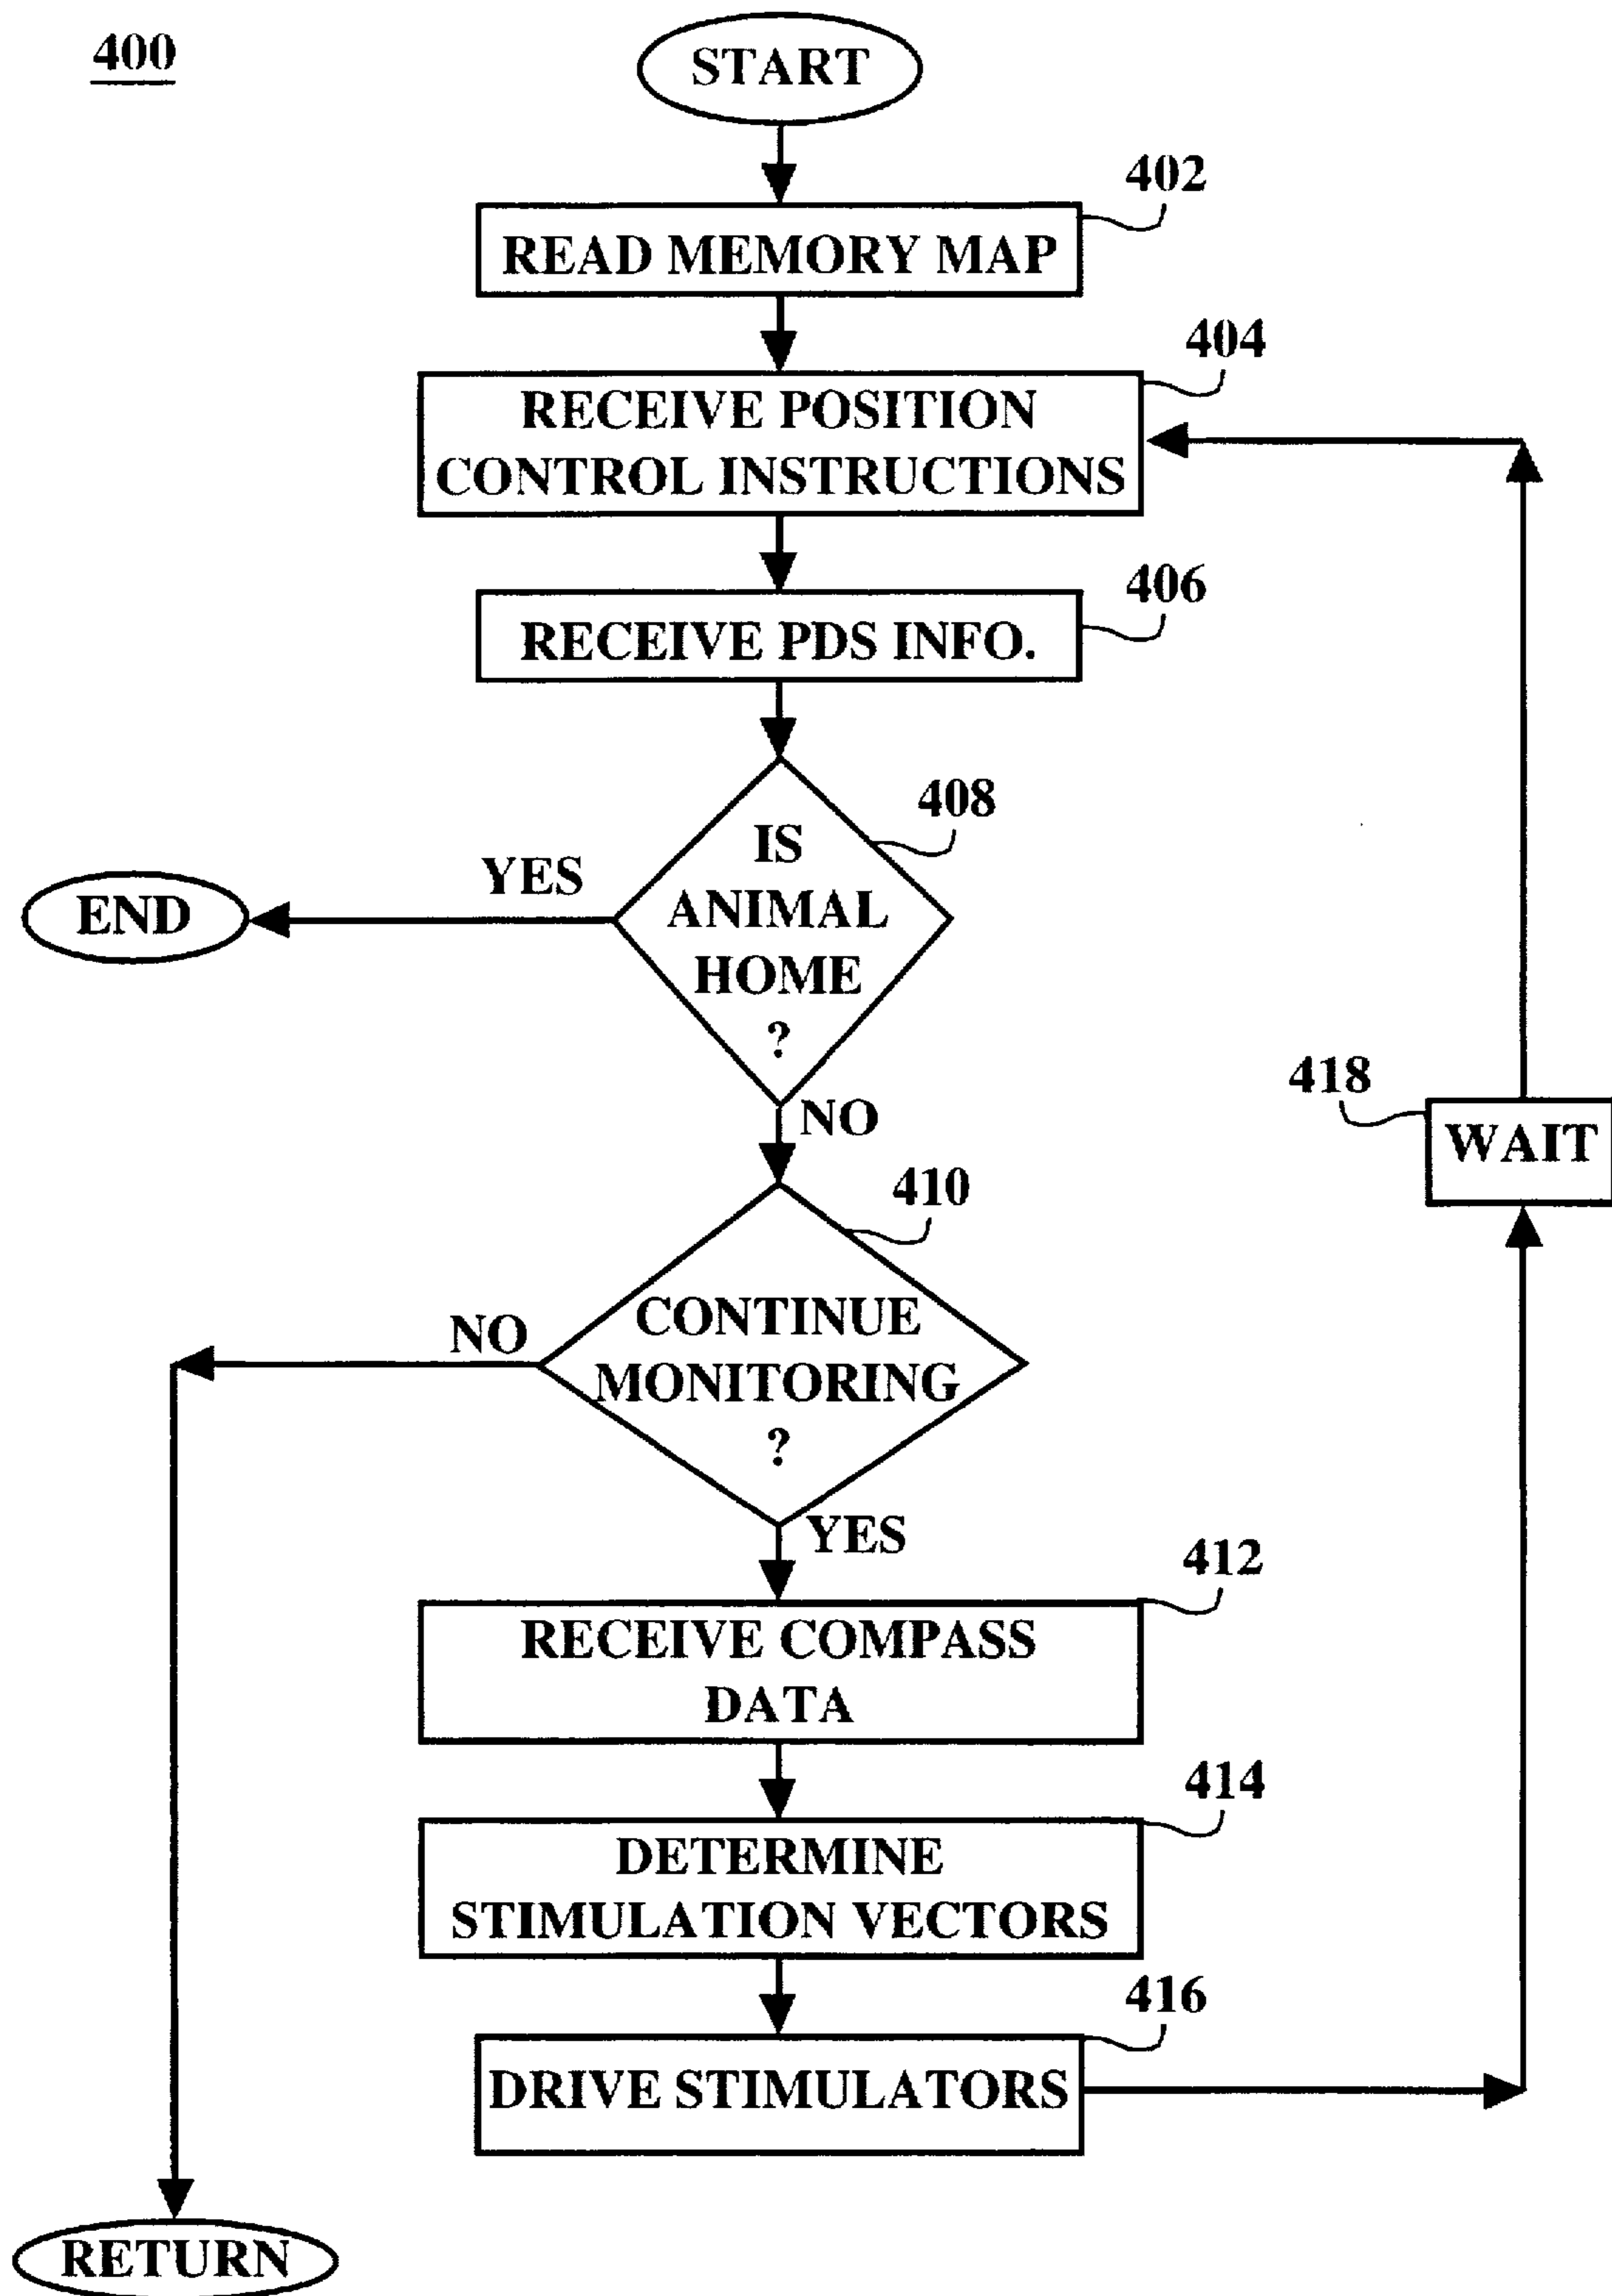 400
START
402
READ MEMORY MAP
404
RECEIVE POSITION
CONTROL INSTRUCTIONS
406
RECEIVE PDS INFO.
408
IS
ANIMAL
HOME
?
YES
END
NO
418
WAIT
410
CONTINUE
MONITORING
?
NO
YES
412
RECEIVE COMPASS
DATA
414
DETERMINE
STIMULATION VECTORS
416
DRIVE STIMULATORS
RETURN